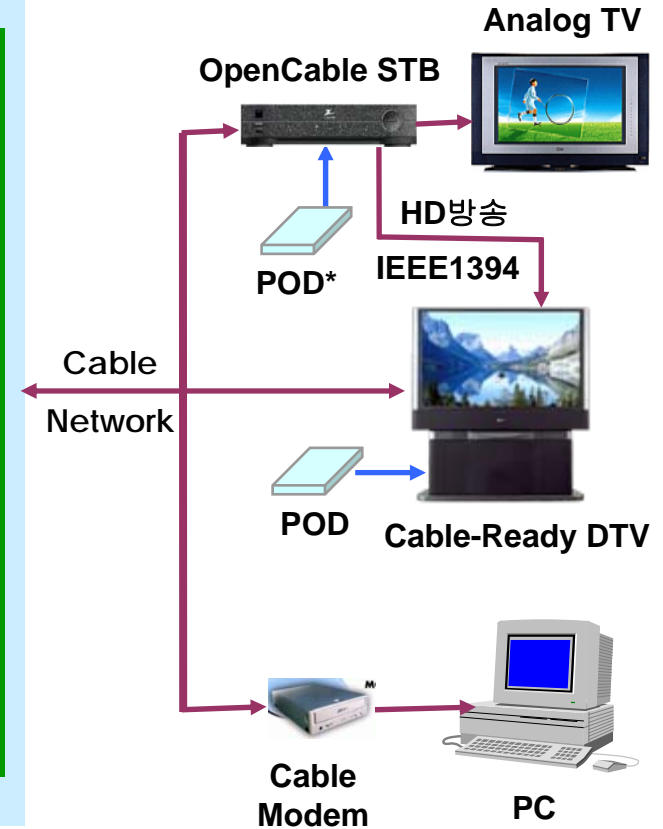 Analog TV
OpenCable STB
HD방송
IEEE1394
POD*
Cable
Network
POD
Cable-Ready DTV
Cable
Modem
PC